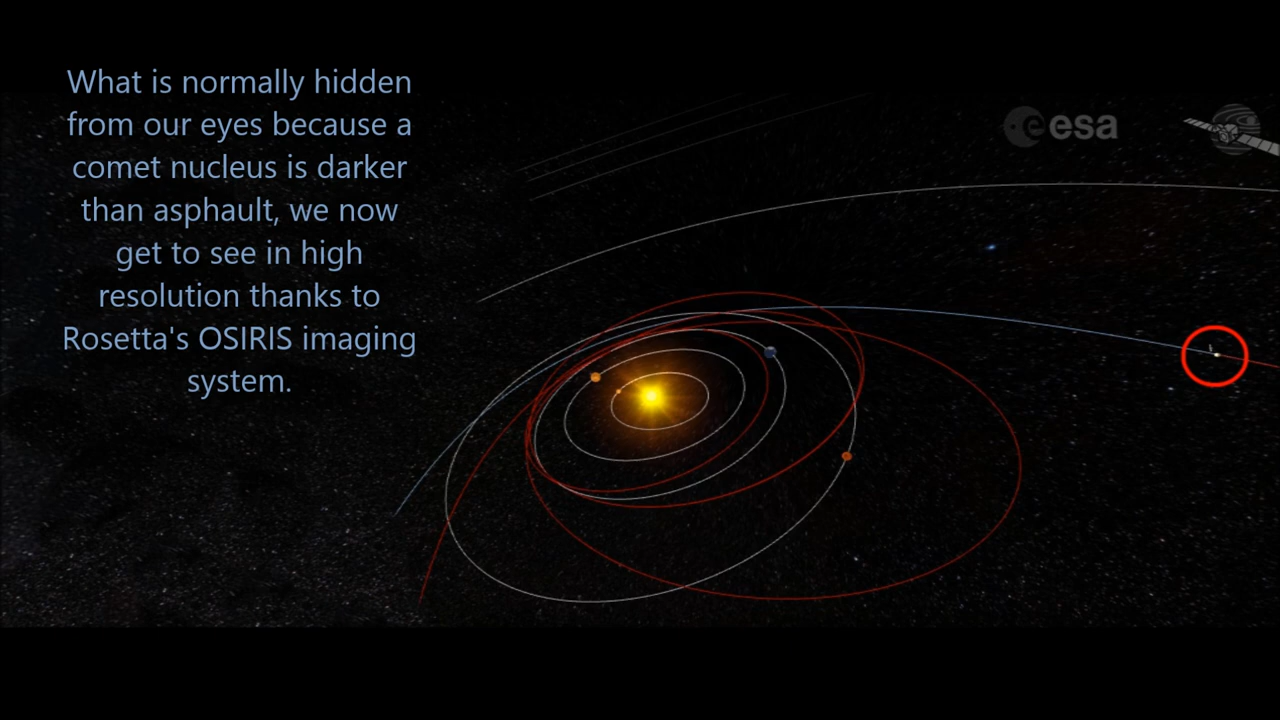 What is normally hidden
from our eyes because a
comet nucleus is darker
than asphault, we now
get to see in high
resolution thanks to
Rosetta's OSIRIS imaging
system.
esa